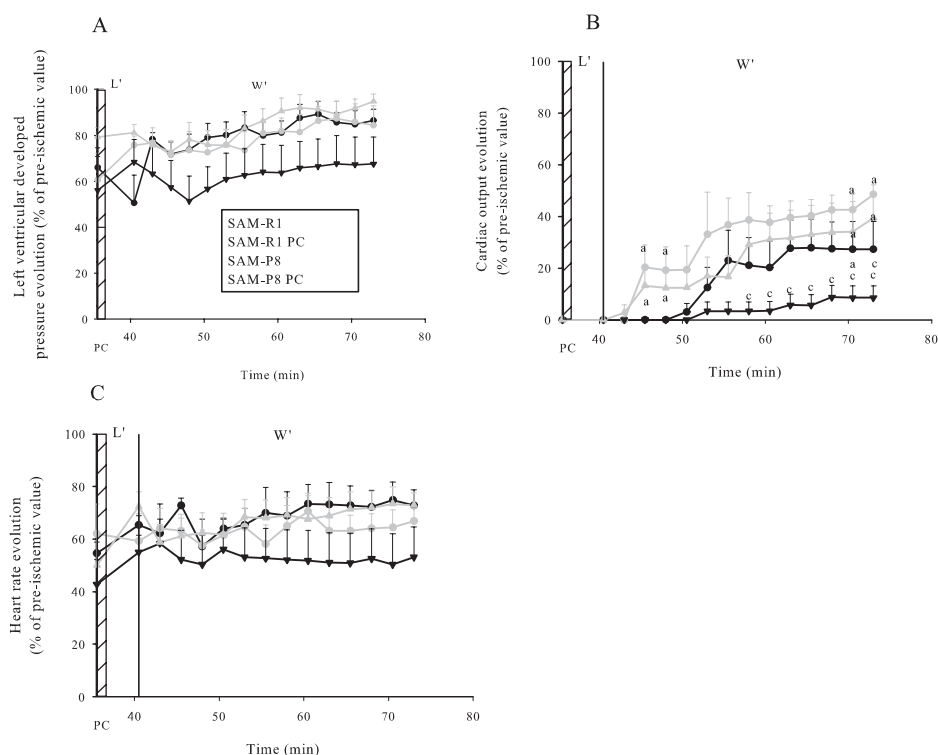 A
Left ventricular developed
pressure evolution (% of pre-ischemic value)
L'
W'
100
80
60
40
20
0
SAM-R1
SAM-R1 PC
SAM-P8
SAM-P8 PC
PC
40
50
60
70
80
Time (min)
B
Cardiac output evolution
(% of pre-ischemic value)
L'
W'
100
80
60
40
20
0
a
a
a
a
a
a
a
a
a
c
c
c
c
c
c
c
c
PC
40
50
60
70
80
Time (min)
C
Heart rate evolution
(% of pre-ischemic value)
L'
W'
100
80
60
40
20
0
PC
40
50
60
70
80
Time (min)